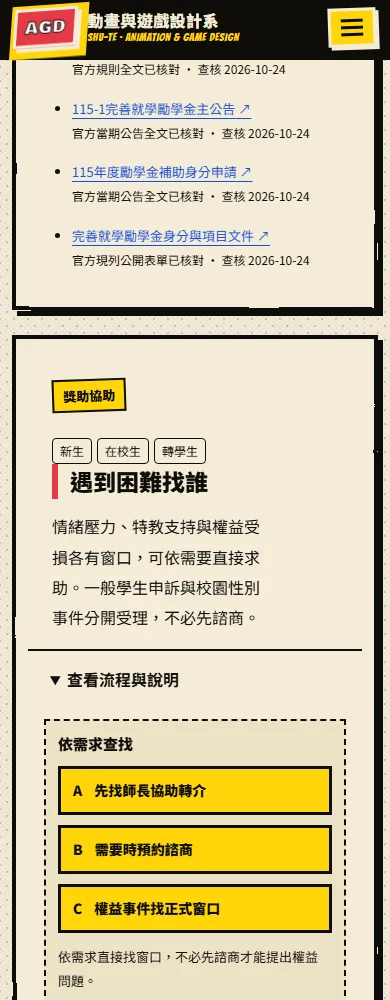 AGD
動畫與遊戲設計系
SHU-TE · ANIMATION & GAME DESIGN
官方規則全文已核對 · 查核 2026-10-24
115-1完善就學勵學金主公告 ↗
官方當期公告全文已核對 · 查核 2026-10-24
115年度勵學金補助身分申請 ↗
官方當期公告全文已核對 · 查核 2026-10-24
完善就學勵學金身分與項目文件 ↗
官方現列公開表單已核對 · 查核 2026-10-24
獎助協助
新生 在校生 轉學生
遇到困難找誰
情緒壓力、特教支持與權益受
損各有窗口，可依需要直接求
助。一般學生申訴與校園性別
事件分開受理，不必先諮商。
▼ 查看流程與說明
依需求查找
A 先找師長協助轉介
B 需要時預約諮商
C 權益事件找正式窗口
依需求直接找窗口，不必先諮商才能提出權益
問題。